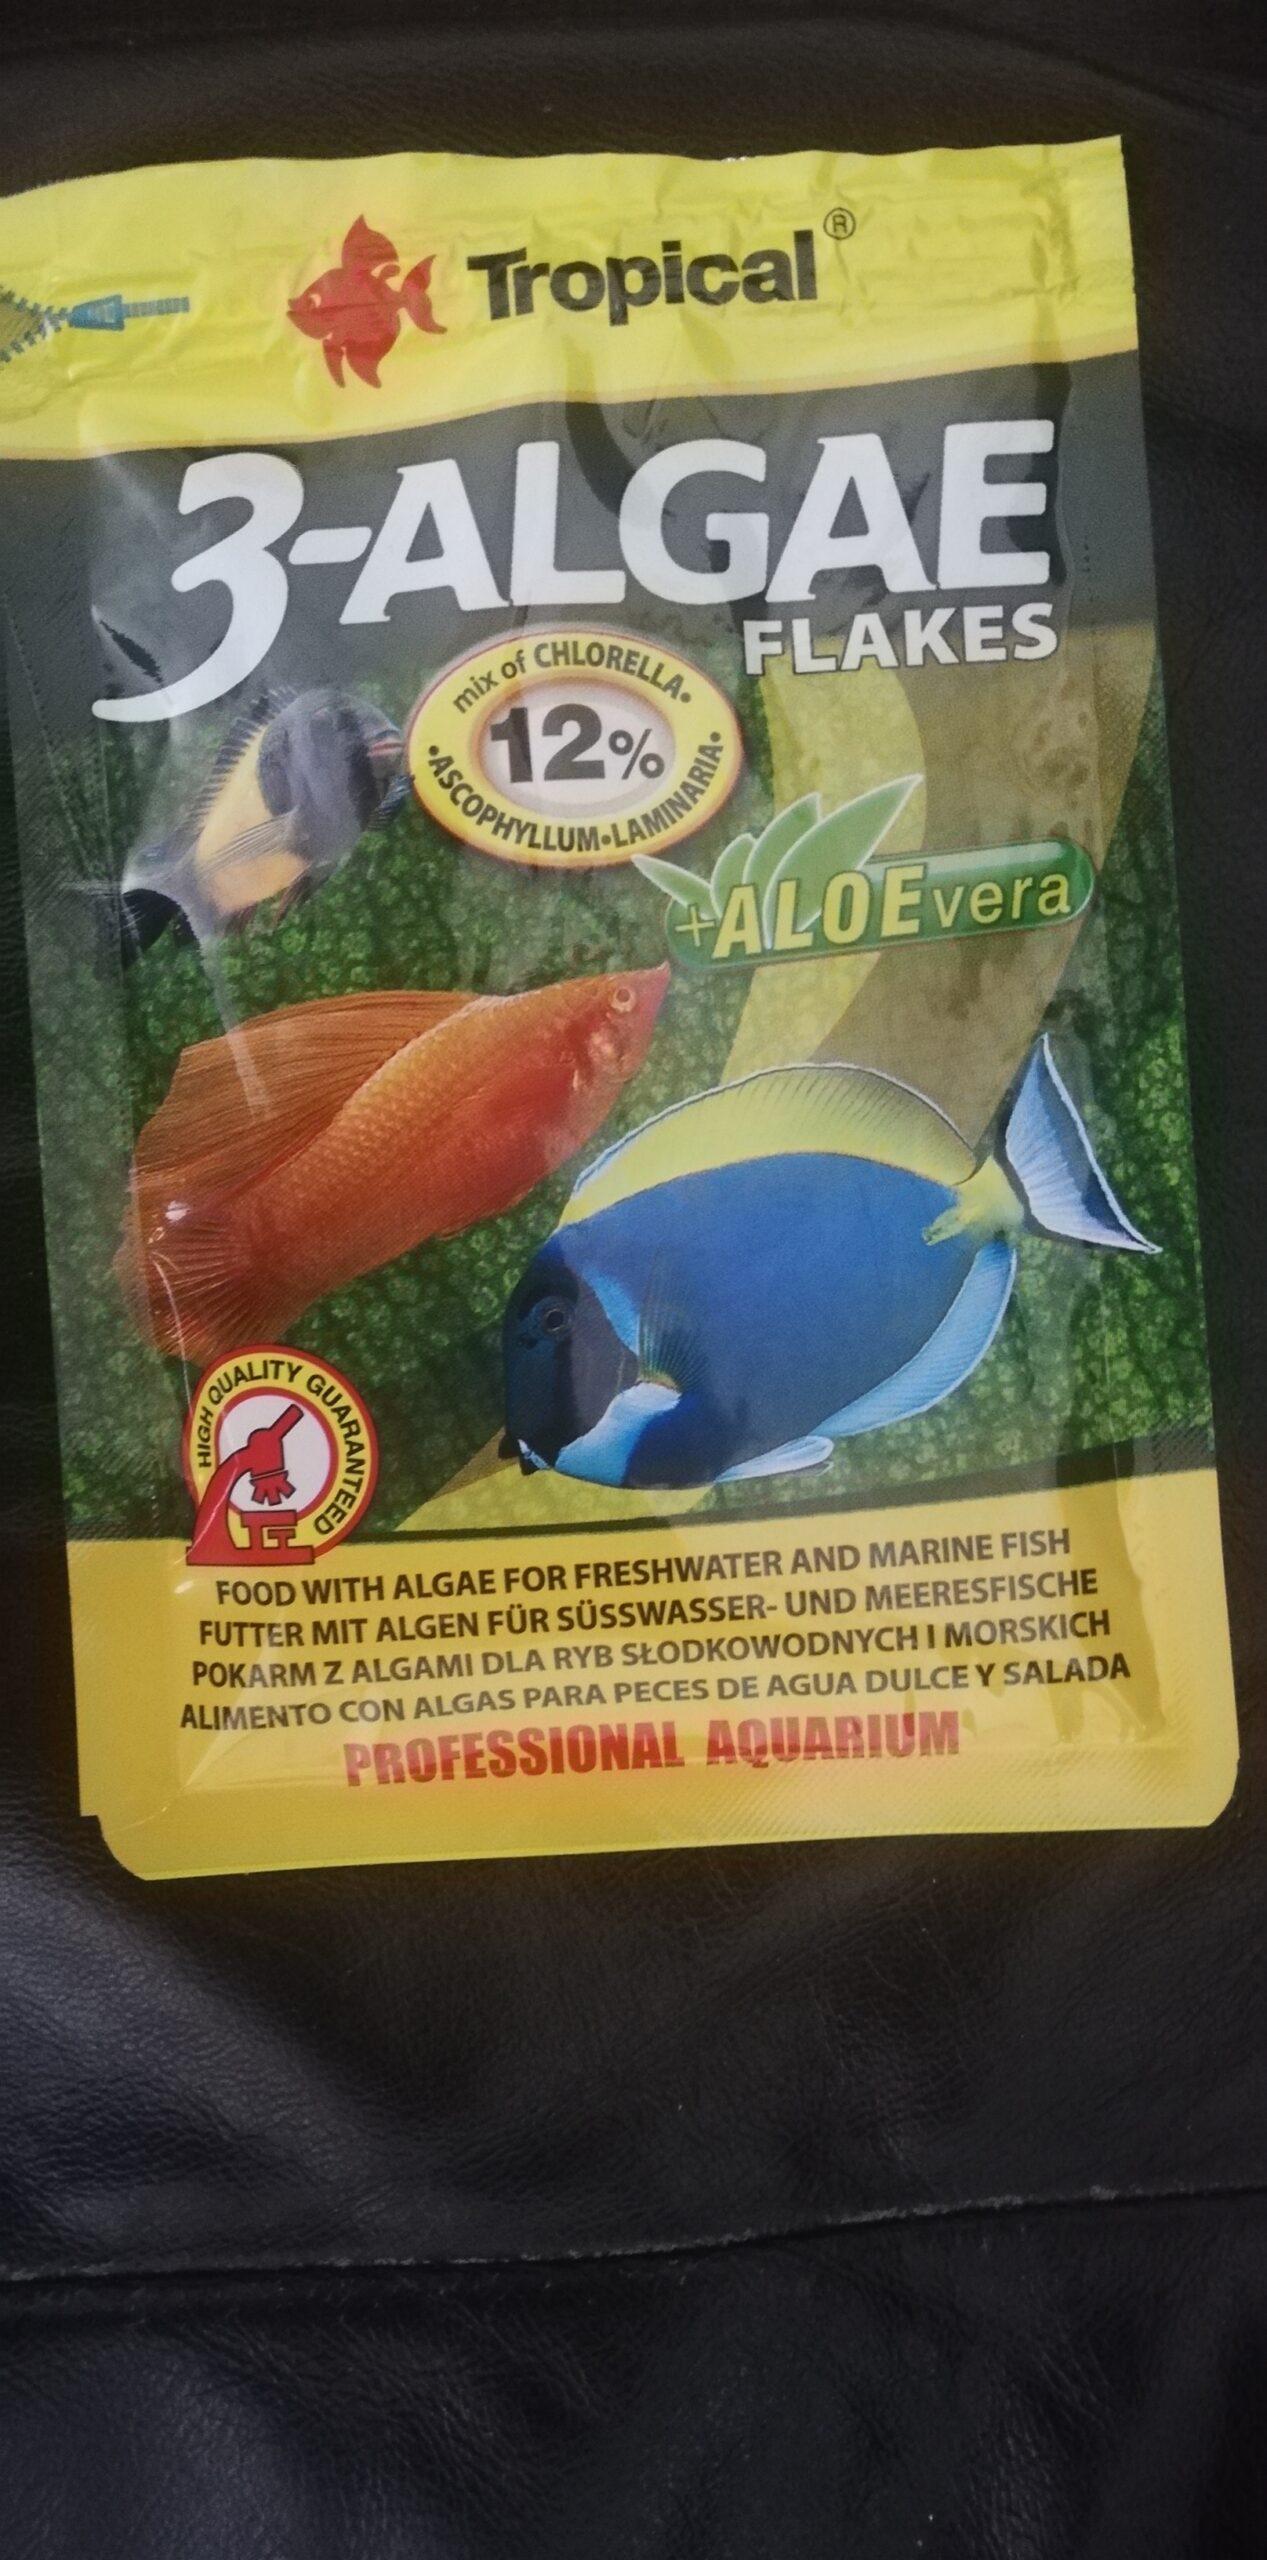 Tropical®
3-ALGAE
FLAKES
mix of CHLORELLA•
12%
•ASCOPHYLLUM•LAMINARIA•
+ALOEvera
HIGH QUALITY GUARANTEED
FOOD WITH ALGAE FOR FRESHWATER AND MARINE FISH
FUTTER MIT ALGEN FÜR SÜSSWASSER- UND MEERESFISCHE
POKARM Z ALGAMI DLA RYB SŁODKOWODNYCH I MORSKICH
ALIMENTO CON ALGAS PARA PECES DE AGUA DULCE Y SALADA
PROFESSIONAL AQUARIUM